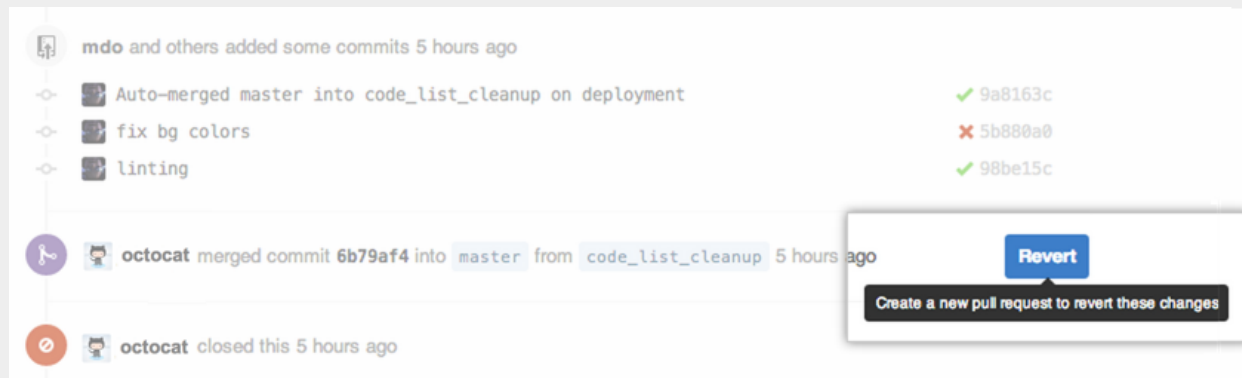 mdo and others added some commits 5 hours ago
Auto-merged master into code_list_cleanup on deployment 9a8163c
fix bg colors 5b880a0
linting 98be15c
octocat merged commit 6b79af4 into master from code_list_cleanup 5 hours ago Revert
Create a new pull request to revert these changes
octocat closed this 5 hours ago